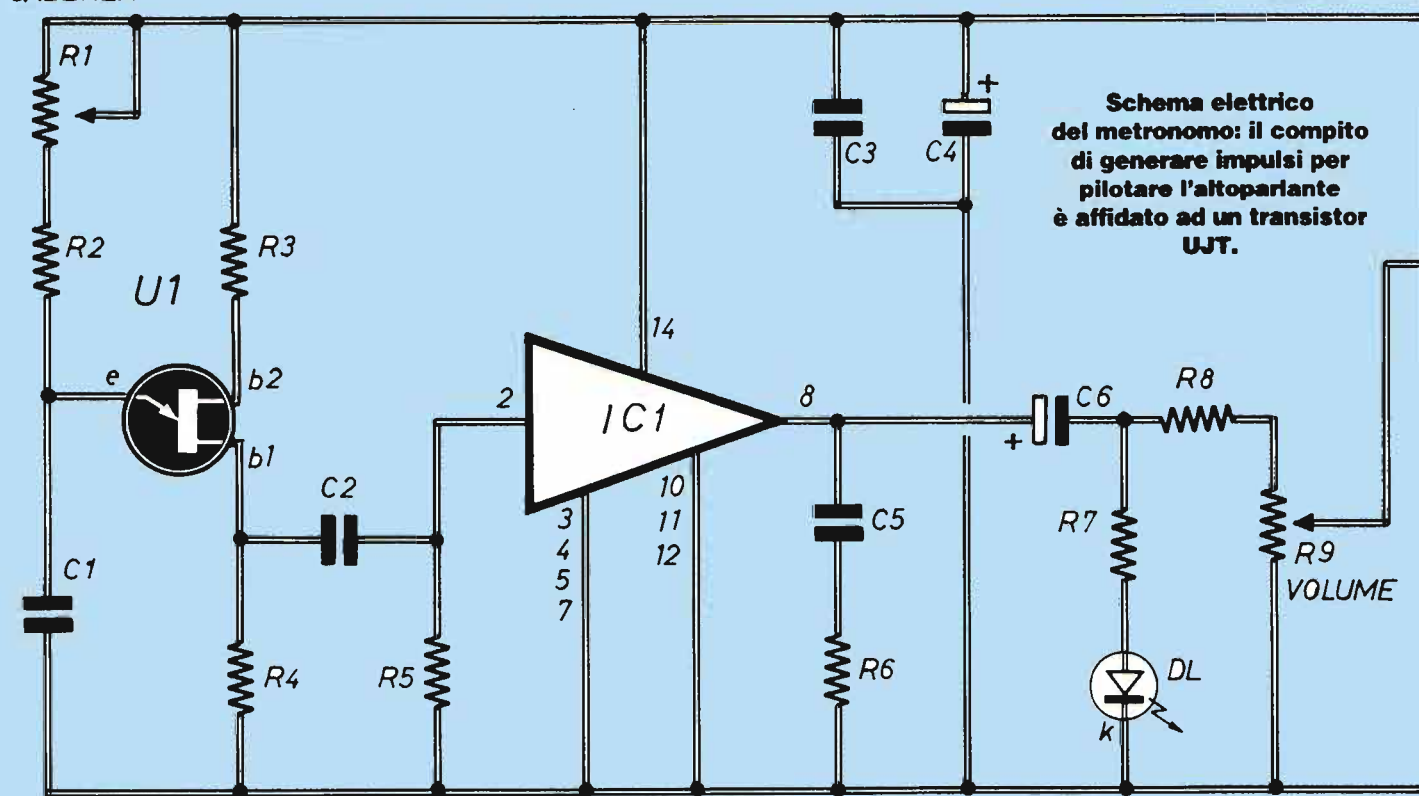 R1
R2
R3
U1
e
b2
b1
C1
C2
R4
R5
2
IC1
14
8
3
4
5
7
10
11
12
C3
C4
+
Schema elettrico
del metronomo: il compito
di generare impulsi per
pilotare l'altoparlante
è affidato ad un transistor
UJT.
+
C6
R8
C5
R7
R6
R9
VOLUME
DL
k